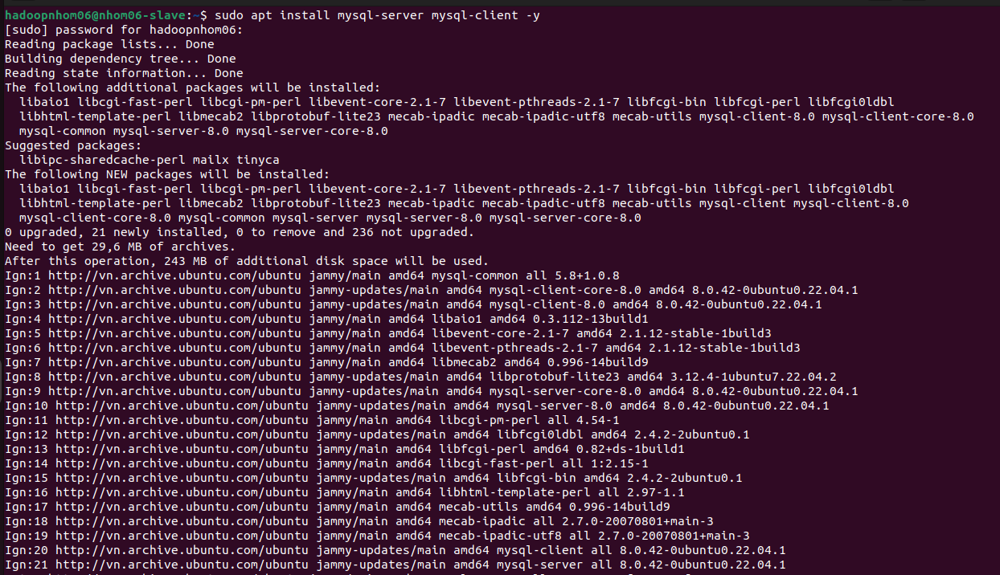 hadoopnhom06@nhom06-slave:~$ sudo apt install mysql-server mysql-client -y
[sudo] password for hadoopnhom06:
Reading package lists... Done
Building dependency tree... Done
Reading state information... Done
The following additional packages will be installed:
  libaio1 libcgi-fast-perl libcgi-pm-perl libevent-core-2.1-7 libevent-pthreads-2.1-7 libfcgi-bin libfcgi-perl libfcgi0ldbl
  libhtml-template-perl libmecab2 libprotobuf-lite23 mecab-ipadic mecab-ipadic-utf8 mecab-utils mysql-client-8.0 mysql-client-core-8.0
  mysql-common mysql-server-8.0 mysql-server-core-8.0
Suggested packages:
  libipc-sharedcache-perl mailx tinyca
The following NEW packages will be installed:
  libaio1 libcgi-fast-perl libcgi-pm-perl libevent-core-2.1-7 libevent-pthreads-2.1-7 libfcgi-bin libfcgi-perl libfcgi0ldbl
  libhtml-template-perl libmecab2 libprotobuf-lite23 mecab-ipadic mecab-ipadic-utf8 mecab-utils mysql-client mysql-client-8.0
  mysql-client-core-8.0 mysql-common mysql-server mysql-server-8.0 mysql-server-core-8.0
0 upgraded, 21 newly installed, 0 to remove and 236 not upgraded.
Need to get 29,6 MB of archives.
After this operation, 243 MB of additional disk space will be used.
Ign:1 http://vn.archive.ubuntu.com/ubuntu jammy/main amd64 mysql-common all 5.8+1.0.8
Ign:2 http://vn.archive.ubuntu.com/ubuntu jammy-updates/main amd64 mysql-client-core-8.0 amd64 8.0.42-0ubuntu0.22.04.1
Ign:3 http://vn.archive.ubuntu.com/ubuntu jammy-updates/main amd64 mysql-client-8.0 amd64 8.0.42-0ubuntu0.22.04.1
Ign:4 http://vn.archive.ubuntu.com/ubuntu jammy/main amd64 libaio1 amd64 0.3.112-13build1
Ign:5 http://vn.archive.ubuntu.com/ubuntu jammy/main amd64 libevent-core-2.1-7 amd64 2.1.12-stable-1build3
Ign:6 http://vn.archive.ubuntu.com/ubuntu jammy/main amd64 libevent-pthreads-2.1-7 amd64 2.1.12-stable-1build3
Ign:7 http://vn.archive.ubuntu.com/ubuntu jammy/main amd64 libmecab2 amd64 0.996-14build9
Ign:8 http://vn.archive.ubuntu.com/ubuntu jammy-updates/main amd64 libprotobuf-lite23 amd64 3.12.4-1ubuntu7.22.04.2
Ign:9 http://vn.archive.ubuntu.com/ubuntu jammy-updates/main amd64 mysql-server-core-8.0 amd64 8.0.42-0ubuntu0.22.04.1
Ign:10 http://vn.archive.ubuntu.com/ubuntu jammy-updates/main amd64 mysql-server-8.0 amd64 8.0.42-0ubuntu0.22.04.1
Ign:11 http://vn.archive.ubuntu.com/ubuntu jammy/main amd64 libcgi-pm-perl all 4.54-1
Ign:12 http://vn.archive.ubuntu.com/ubuntu jammy-updates/main amd64 libfcgi0ldbl amd64 2.4.2-2ubuntu0.1
Ign:13 http://vn.archive.ubuntu.com/ubuntu jammy/main amd64 libfcgi-perl amd64 0.82+ds-1build1
Ign:14 http://vn.archive.ubuntu.com/ubuntu jammy/main amd64 libcgi-fast-perl all 1:2.15-1
Ign:15 http://vn.archive.ubuntu.com/ubuntu jammy-updates/main amd64 libfcgi-bin amd64 2.4.2-2ubuntu0.1
Ign:16 http://vn.archive.ubuntu.com/ubuntu jammy/main amd64 libhtml-template-perl all 2.97-1.1
Ign:17 http://vn.archive.ubuntu.com/ubuntu jammy/main amd64 mecab-utils amd64 0.996-14build9
Ign:18 http://vn.archive.ubuntu.com/ubuntu jammy/main amd64 mecab-ipadic all 2.7.0-20070801+main-3
Ign:19 http://vn.archive.ubuntu.com/ubuntu jammy/main amd64 mecab-ipadic-utf8 all 2.7.0-20070801+main-3
Ign:20 http://vn.archive.ubuntu.com/ubuntu jammy-updates/main amd64 mysql-client all 8.0.42-0ubuntu0.22.04.1
Ign:21 http://vn.archive.ubuntu.com/ubuntu jammy-updates/main amd64 mysql-server all 8.0.42-0ubuntu0.22.04.1